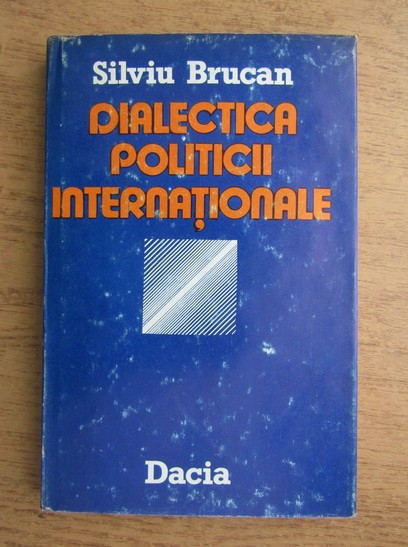 Silviu Brucan
DIALECTICA
POLITICII
INTERNAȚIONALE
Dacia